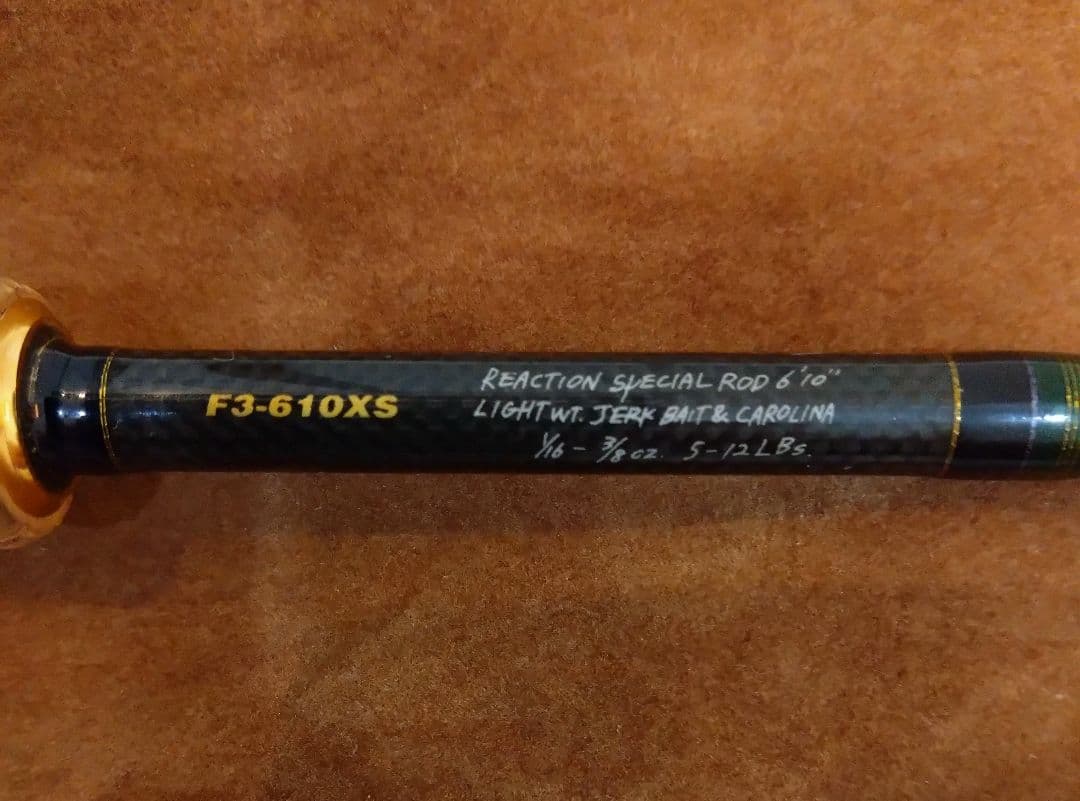 F3-610XS
REACTION SPECIAL ROD 6'10"
LIGHT WT. JERK BAIT & CAROLINA
1/16 - 3/8 OZ. 5-12 LBS.